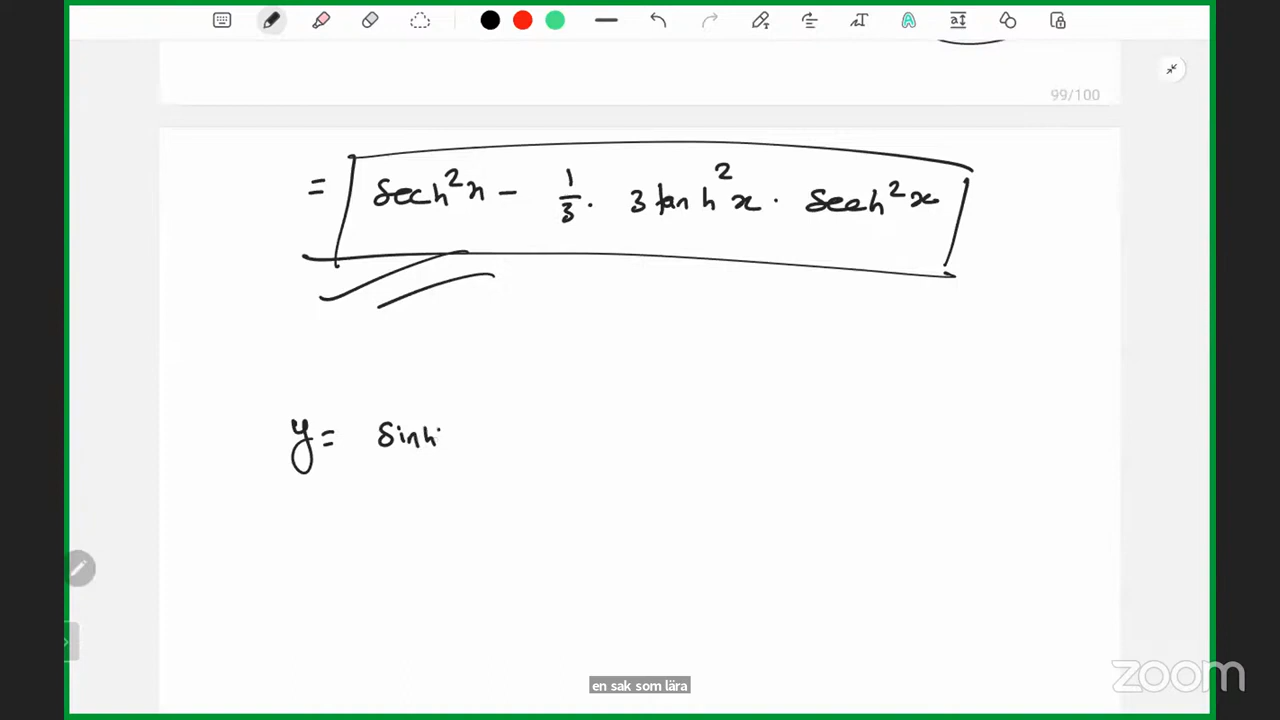 99/100
= sech²x - 1/3 · 3 tanh²x · sech²x
y = sinh
en sak som lära
zoom